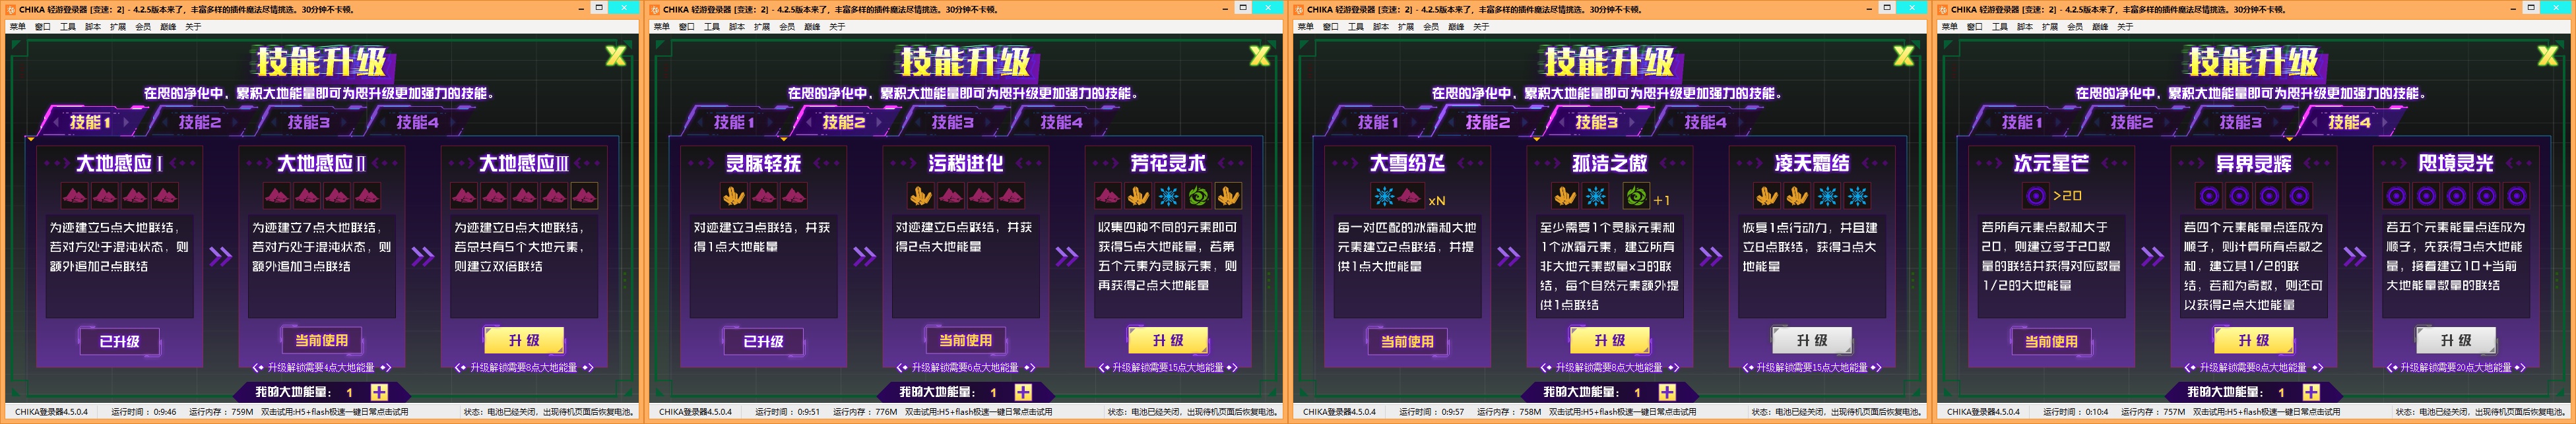 CHIKA 轻游登录器 [变速：2] - 4.2.5版本来了，丰富多样的插件魔法尽情挑选。30分钟不卡顿。
菜单 窗口 工具 脚本 扩展 会员 巅峰 关于
技能升级
X
在咫的净化中，累积大地能量即可为咫升级更加强力的技能。
技能1 技能2 技能3 技能4
大地感应Ⅰ 大地感应Ⅱ 大地感应Ⅲ
为迹建立5点大地联结，
若对方处于混沌状态，则
额外追加2点联结
为迹建立7点大地联结，
若对方处于混沌状态，则
额外追加3点联结
为迹建立8点大地联结，
若总共有5个大地元素，
则建立双倍联结
已升级 当前使用 升 级
升级解锁需要4点大地能量 升级解锁需要8点大地能量
我的大地能量： 1 +
CHIKA登录器4.5.0.4 运行时间 ：0:9:46 运行内存 ：759M 双击试用:H5+flash极速一键日常点击试用 状态：电池已经关闭，出现待机页面后恢复电池。
CHIKA 轻游登录器 [变速：2] - 4.2.5版本来了，丰富多样的插件魔法尽情挑选。30分钟不卡顿。
菜单 窗口 工具 脚本 扩展 会员 巅峰 关于
技能升级
X
在咫的净化中，累积大地能量即可为咫升级更加强力的技能。
技能1 技能2 技能3 技能4
灵脉轻抚 污秽进化 芳花灵术
对迹建立3点联结，并获
得1点大地能量
对迹建立6点联结，并获
得2点大地能量
收集四种不同的元素即可
获得5点大地能量，若第
五个元素为灵脉元素，则
再获得2点大地能量
已升级 当前使用 升 级
升级解锁需要6点大地能量 升级解锁需要15点大地能量
我的大地能量： 1 +
CHIKA登录器4.5.0.4 运行时间 ：0:9:51 运行内存 ：776M 双击试用:H5+flash极速一键日常点击试用 状态：电池已经关闭，出现待机页面后恢复电池。
CHIKA 轻游登录器 [变速：2] - 4.2.5版本来了，丰富多样的插件魔法尽情挑选。30分钟不卡顿。
菜单 窗口 工具 脚本 扩展 会员 巅峰 关于
技能升级
X
在咫的净化中，累积大地能量即可为咫升级更加强力的技能。
技能1 技能2 技能3 技能4
大雪纷飞 孤洁之傲 凌天霜结
xN +1
每一对匹配的冰霜和大地
元素建立2点联结，并提
供1点大地能量
至少需要1个灵脉元素和
1个冰霜元素，建立所有
非大地元素数量x3的联
结，每个自然元素额外提
供1点联结
恢复1点行动力，并且建
立8点联结，获得3点大
地能量
当前使用 升 级 升 级
升级解锁需要8点大地能量 升级解锁需要15点大地能量
我的大地能量： 1 +
CHIKA登录器4.5.0.4 运行时间 ：0:9:57 运行内存 ：758M 双击试用:H5+flash极速一键日常点击试用 状态：电池已经关闭，出现待机页面后恢复电池。
CHIKA 轻游登录器 [变速：2] - 4.2.5版本来了，丰富多样的插件魔法尽情挑选。30分钟不卡顿。
菜单 窗口 工具 脚本 扩展 会员 巅峰 关于
技能升级
X
在咫的净化中，累积大地能量即可为咫升级更加强力的技能。
技能1 技能2 技能3 技能4
次元星芒 异界灵辉 咫境灵光
>20
若所有元素点数和大于
20，则建立多于20数
量的联结并获得对应数量
1/2的大地能量
若四个元素能量点连成为
顺子，则计算所有点数之
和，建立其1/2的联
结，若和为奇数，则还可
以获得2点大地能量
若五个元素能量点连成为
顺子，先获得3点大地能
量，接着建立10+当前
大地能量数量的联结
当前使用 升 级 升 级
升级解锁需要8点大地能量 升级解锁需要20点大地能量
我的大地能量： 1 +
CHIKA登录器4.5.0.4 运行时间 ：0:10:4 运行内存 ：757M 双击试用:H5+flash极速一键日常点击试用 状态：电池已经关闭，出现待机页面后恢复电池。